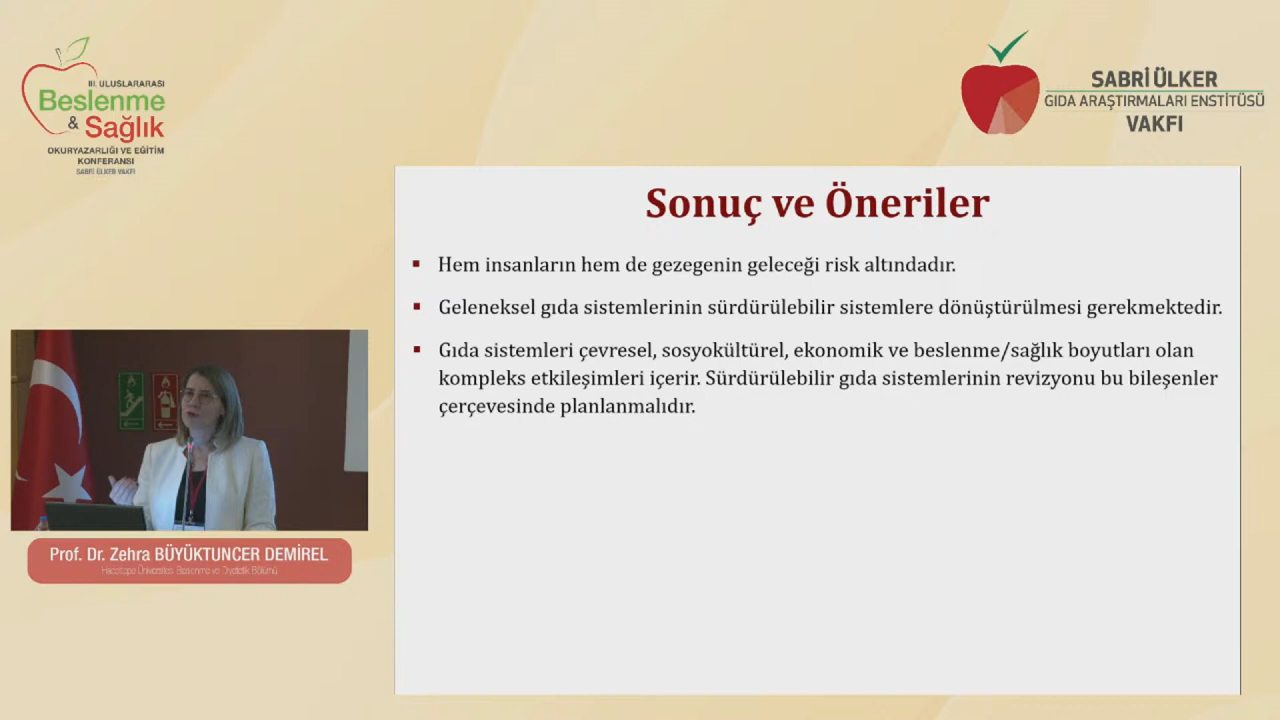 III. ULUSLARARASI
Beslenme
& Sağlık
OKURYAZARLIĞI VE EĞİTİM
KONFERANSI
SABRİ ÜLKER VAKFI
SABRİ ÜLKER
GIDA ARAŞTIRMALARI ENSTİTÜSÜ
VAKFI
Sonuç ve Öneriler
Hem insanların hem de gezegenin geleceği risk altındadır.
Geleneksel gıda sistemlerinin sürdürülebilir sistemlere dönüştürülmesi gerekmektedir.
Gıda sistemleri çevresel, sosyokültürel, ekonomik ve beslenme/sağlık boyutları olan
kompleks etkileşimleri içerir. Sürdürülebilir gıda sistemlerinin revizyonu bu bileşenler
çerçevesinde planlanmalıdır.
Prof. Dr. Zehra BÜYÜKTUNCER DEMİREL
Hacettepe Üniversitesi Beslenme ve Diyetetik Bölümü